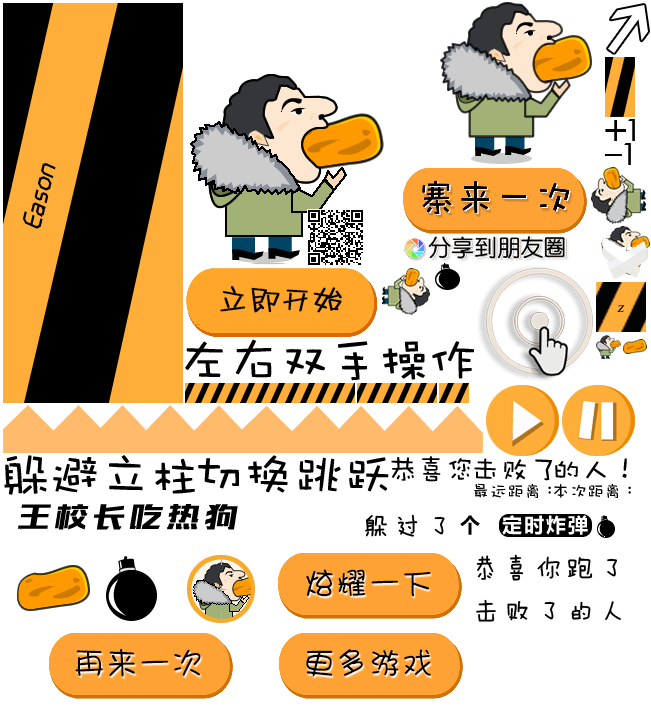 Eason
+1
-1
寨来一次
分享到朋友圈
立即开始
z
左右双手操作
躲避立柱切换跳跃
恭喜您击败了的人！
最远距离：本次距离：
王校长吃热狗
躲过了个
定时炸弹
恭喜你跑了
炫耀一下
击败了的人
再来一次
更多游戏